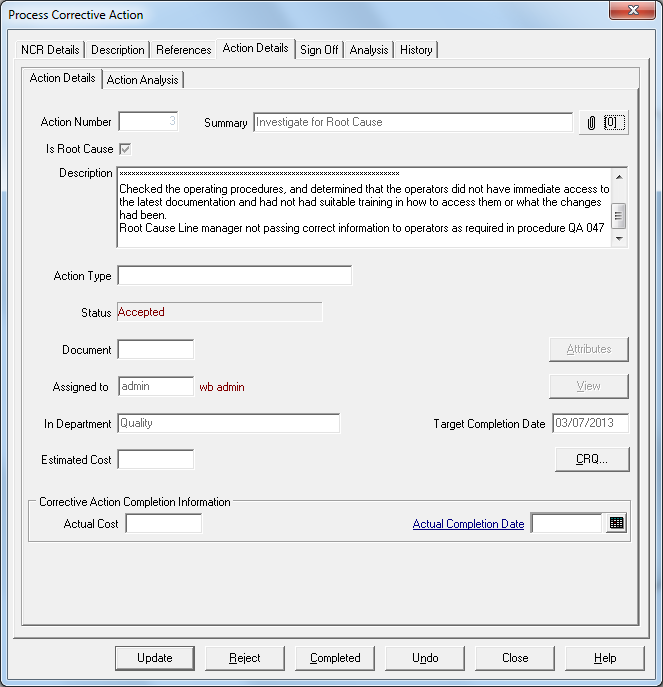 Process Corrective Action
NCR Details Description References Action Details Sign Off Analysis History
Action Details Action Analysis
Action Number 3 Summary Investigate for Root Cause [0]
Is Root Cause
Description
Checked the operating procedures, and determined that the operators did not have immediate access to
the latest documentation and had not had suitable training in how to access them or what the changes
had been.
Root Cause Line manager not passing correct information to operators as required in procedure QA 047
Action Type
Status Accepted
Document Attributes
Assigned to admin wb admin View
In Department Quality Target Completion Date 03/07/2013
Estimated Cost CRQ...
Corrective Action Completion Information
Actual Cost Actual Completion Date
Update Reject Completed Undo Close Help